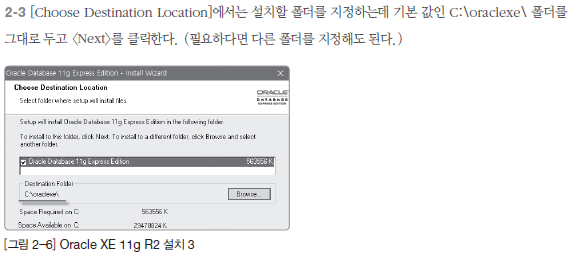 2-3 [Choose Destination Location]에서는 설치할 폴더를 지정하는데 기본 값인 C:\oraclexe\ 폴더를
그대로 두고 <Next>를 클릭한다. (필요하다면 다른 폴더를 지정해도 된다.)
Oracle Database 11g Express Edition - Install Wizard
Choose Destination Location
Select folder where setup will install files.
ORACLE
DATABASE
EXPRESS EDITION
Setup will install Oracle Database 11g Express Edition in the following folder.
To install to this folder, click Next. To install to a different folder, click Browse and select
another folder.
Oracle Database 11g Express Edition 563556 K
Destination Folder
C:\oraclexe\
Browse...
Space Required on C: 563556 K
Space Available on C: 29478824 K
[그림 2-6] Oracle XE 11g R2 설치 3